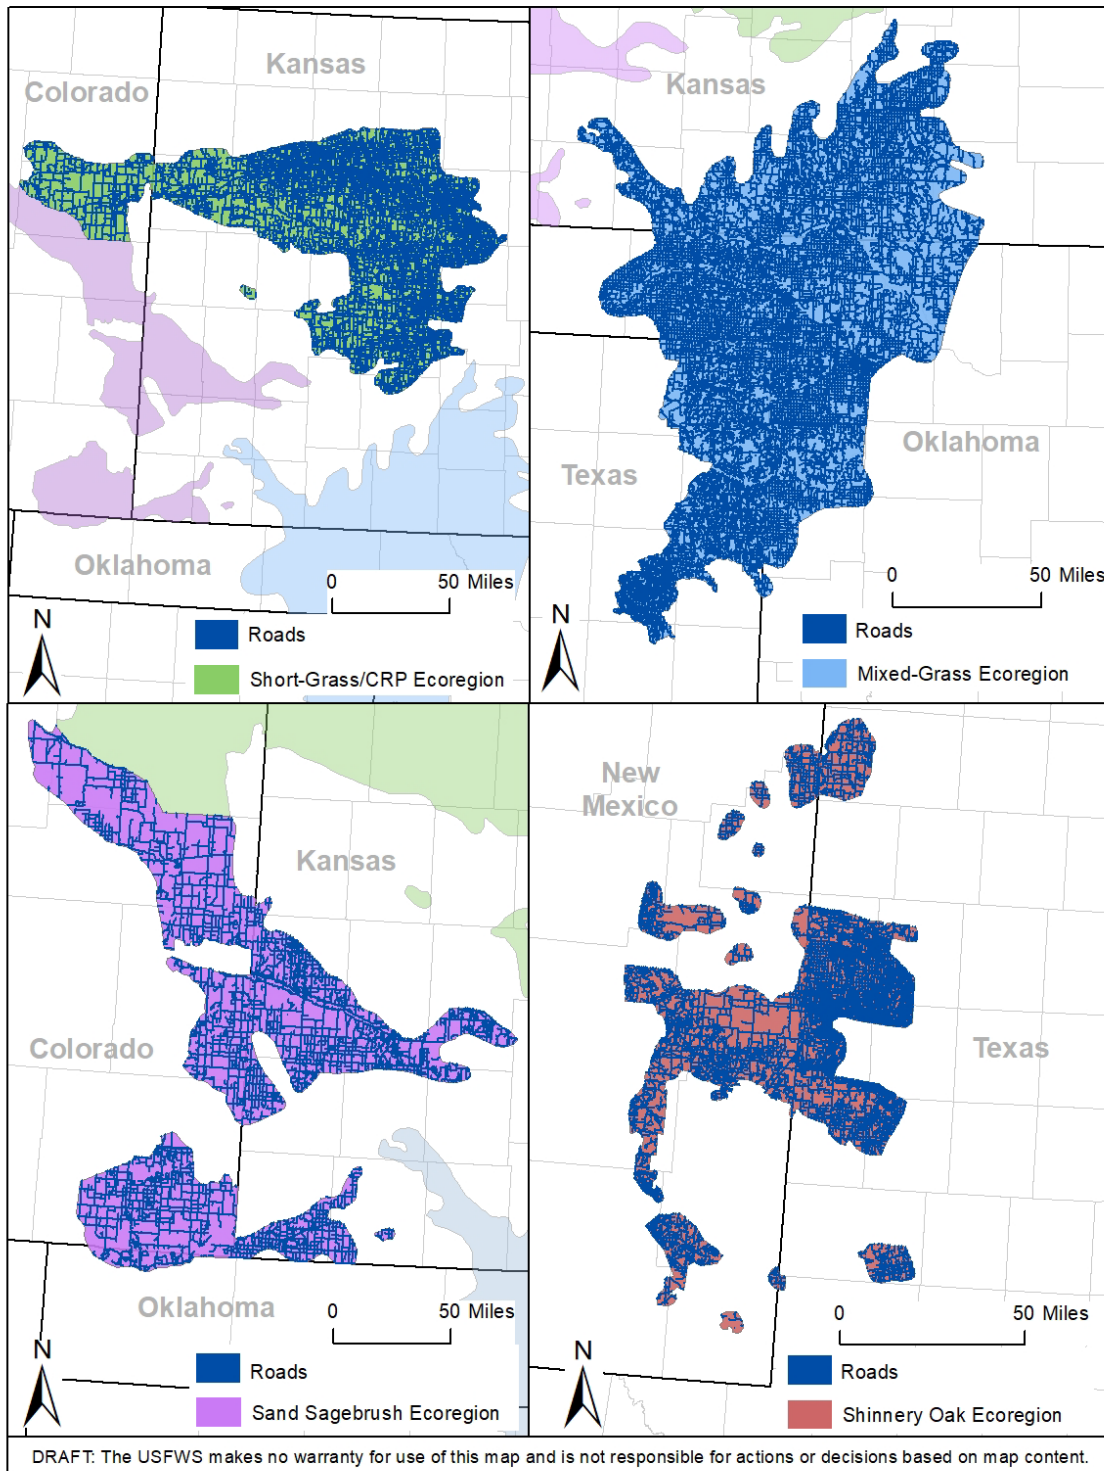 Kansas
Colorado
Oklahoma
0
50 Miles
N
Roads
Short-Grass/CRP Ecoregion
Kansas
Oklahoma
Texas
0
50 Miles
N
Roads
Mixed-Grass Ecoregion
Kansas
Colorado
Oklahoma
0
50 Miles
N
Roads
Sand Sagebrush Ecoregion
New
Mexico
Texas
0
50 Miles
N
Roads
Shinnery Oak Ecoregion
DRAFT: The USFWS makes no warranty for use of this map and is not responsible for actions or decisions based on map content.